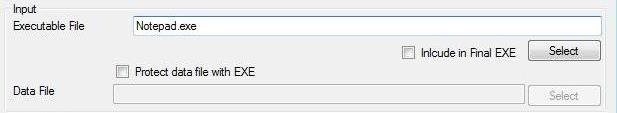 Input
Executable File Notepad.exe
Inlcude in Final EXE Select
Protect data file with EXE
Data File Select